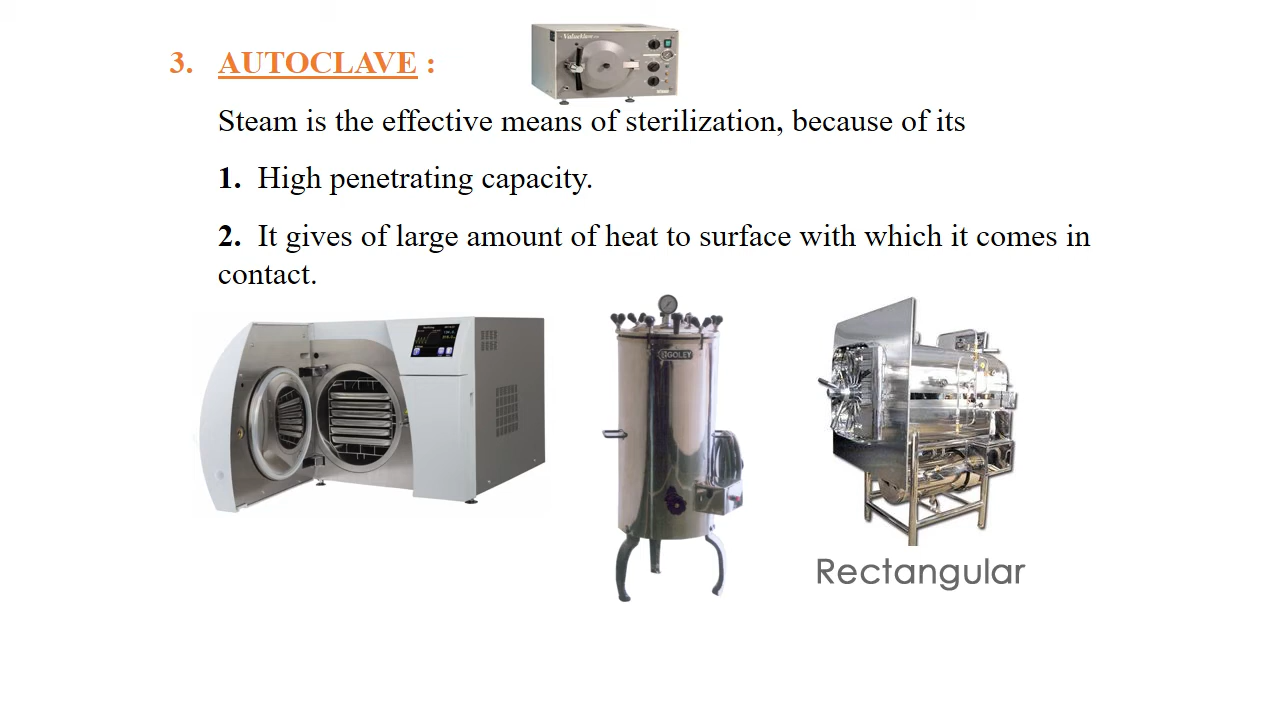 3. AUTOCLAVE :
Steam is the effective means of sterilization, because of its
1. High penetrating capacity.
2. It gives of large amount of heat to surface with which it comes in
contact.
Rectangular